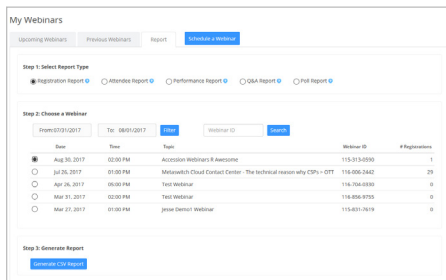 My Webinars
Upcoming Webinars Previous Webinars Report Schedule a Webinar
Step 1: Select Report Type
Registration Report Attendee Report Performance Report Q&A Report Poll Report
Step 2: Choose a Webinar
From:07/31/2017 To: 08/01/2017 Filter Webinar ID Search
Date Time Topic Webinar ID # Registrations
Aug 30, 2017 02:00 PM Accession Webinars R Awesome 115-313-0590 1
Jul 26, 2017 01:00 PM Metaswitch Cloud Contact Center - The technical reason why CSPs > OTT 116-006-2442 29
Apr 26, 2017 05:00 PM Test Webinar 116-704-0330 0
Mar 31, 2017 02:00 PM Test Webinar 116-856-9755 0
Mar 27, 2017 01:00 PM Jesse Demo1 Webinar 115-831-7619 0
Step 3: Generate Report
Generate CSV Report